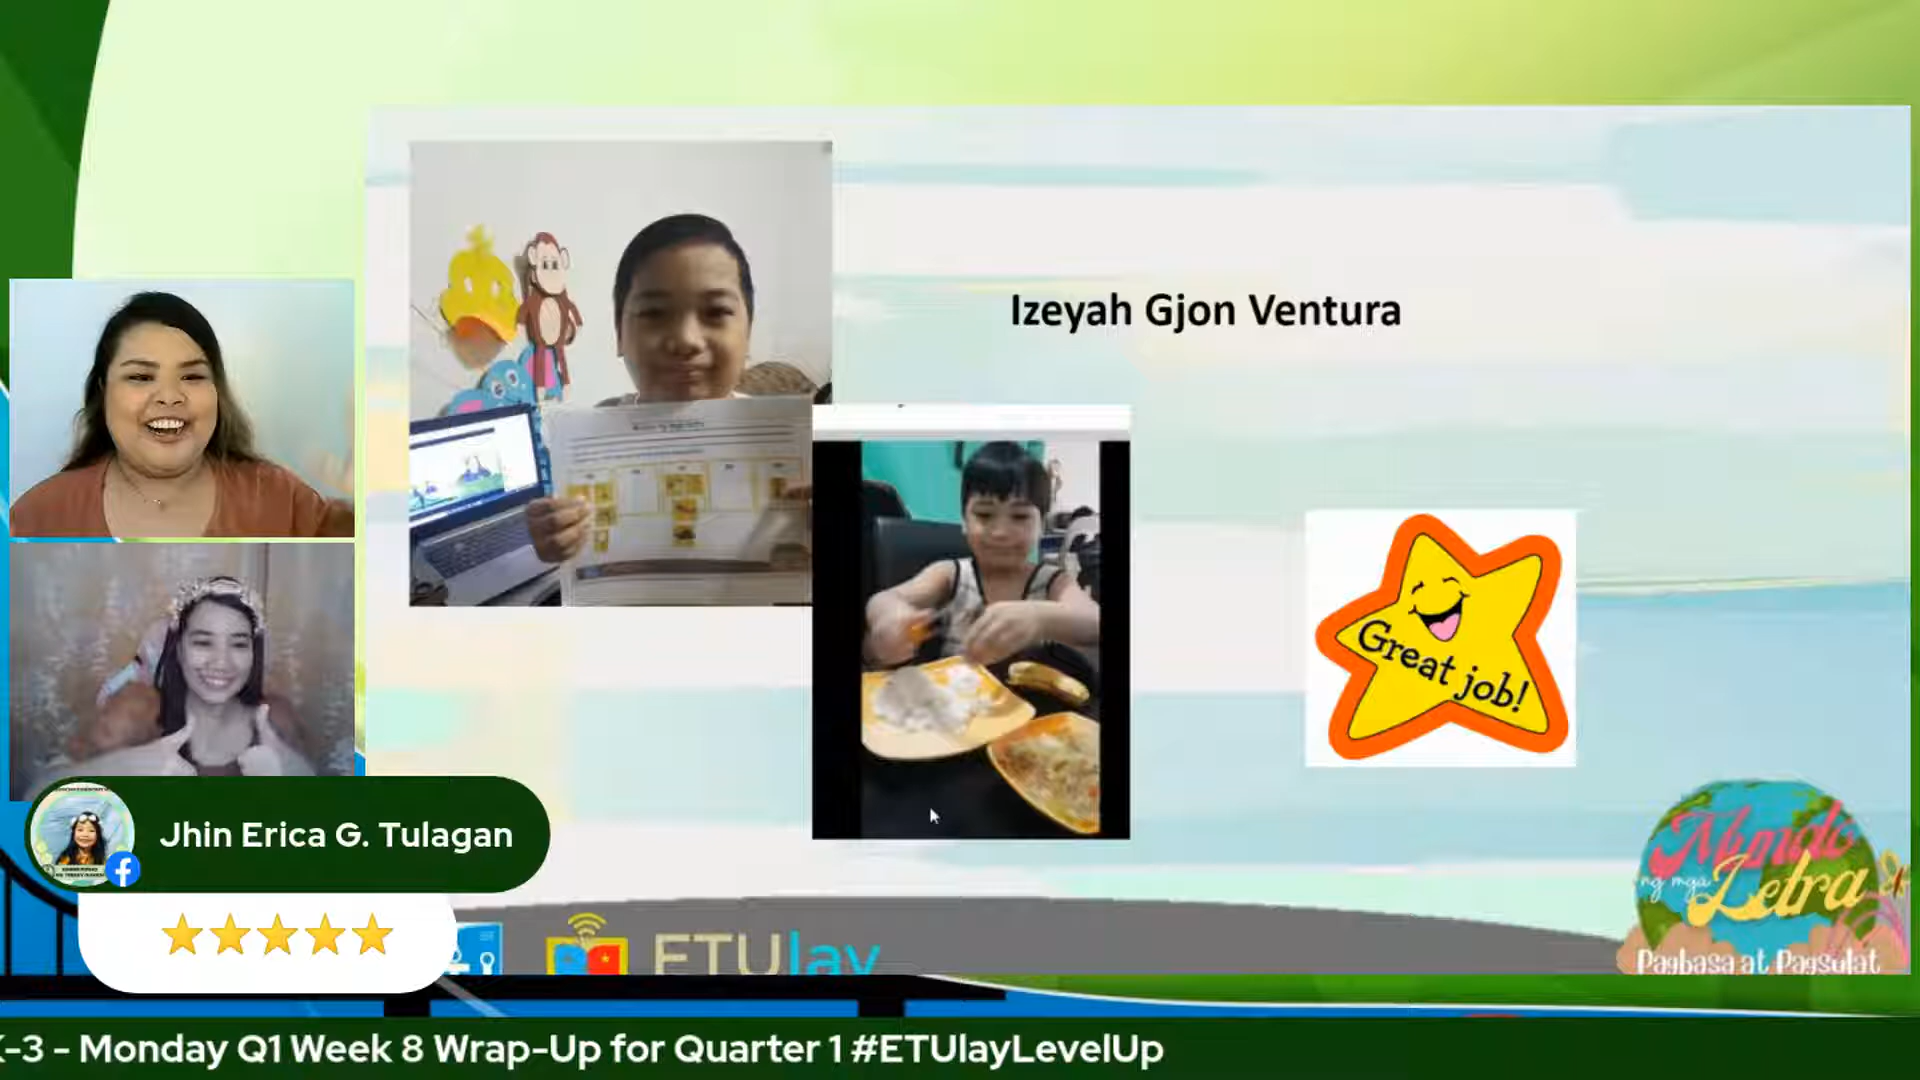 Izeyah Gjon Ventura
Great job!
Jhin Erica G. Tulagan
ETUlay
Mundo
ng mga
Letra
Pagbasa at Pagsulat
K-3 - Monday Q1 Week 8 Wrap-Up for Quarter 1 #ETUlayLevelUp